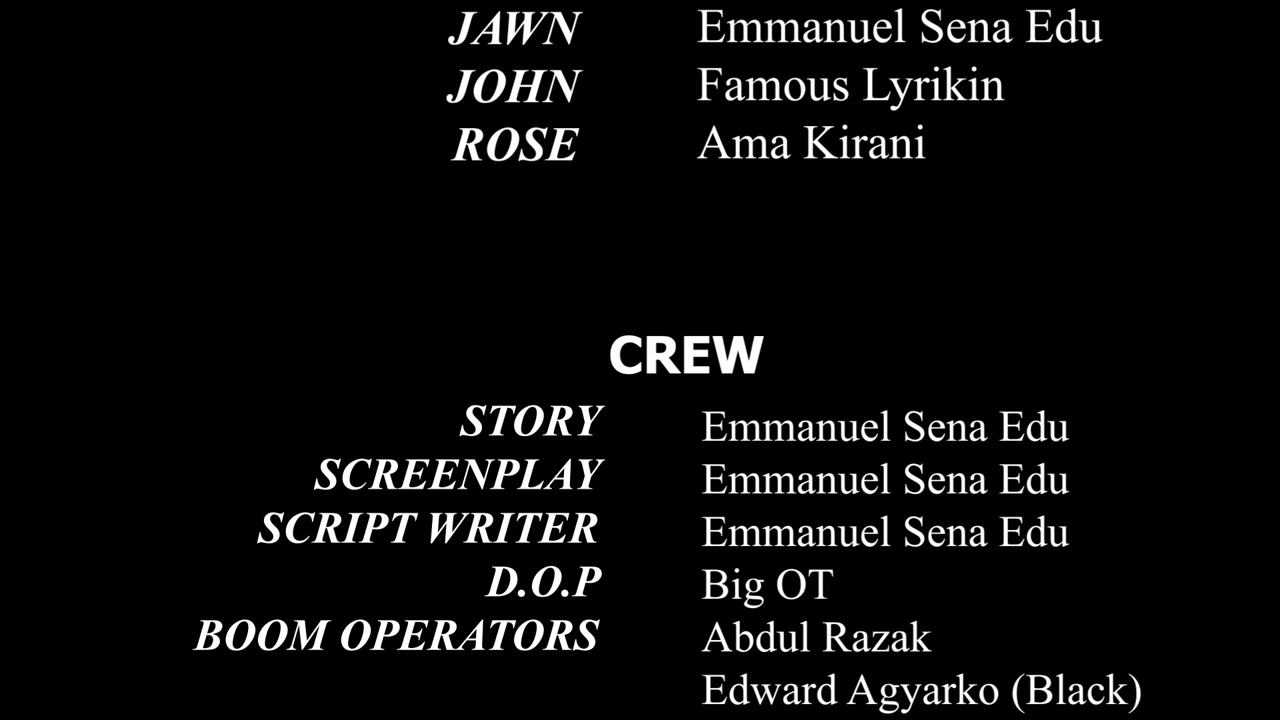 JAWN Emmanuel Sena Edu
JOHN Famous Lyrikin
ROSE Ama Kirani
CREW
STORY Emmanuel Sena Edu
SCREENPLAY Emmanuel Sena Edu
SCRIPT WRITER Emmanuel Sena Edu
D.O.P Big OT
BOOM OPERATORS Abdul Razak
Edward Agyarko (Black)